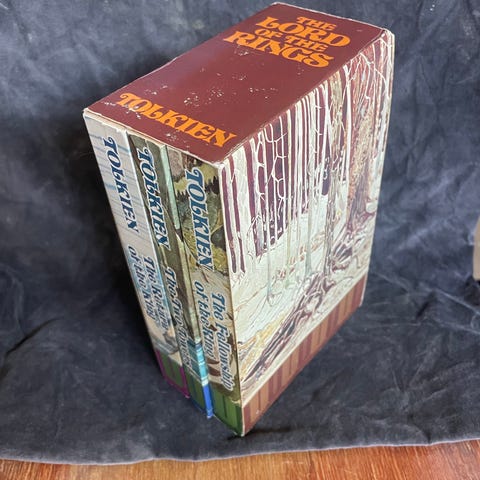 THE
LORD
OF THE
RINGS
TOLKIEN
TOLKIEN
The Return
of the King
TOLKIEN
The Two
TOLKIEN
The Fellowship
of the Ring